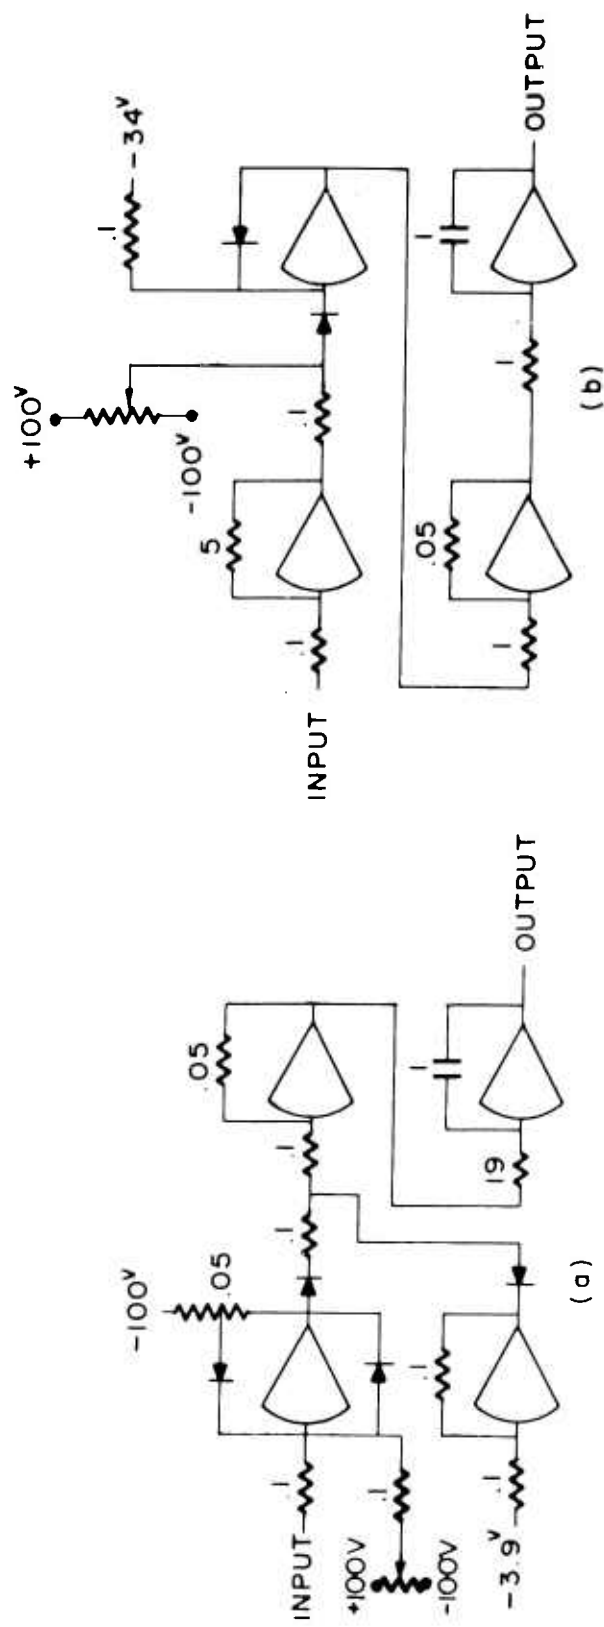 -100V
.05
.05
INPUT
.1
.1
.1
+100V
-100V
.1
-3.9V
.1
.1
19
1
OUTPUT
(a)
+100V
-100V
.1
-34V
INPUT
.1
5
.1
1
.05
1
1
OUTPUT
(b)